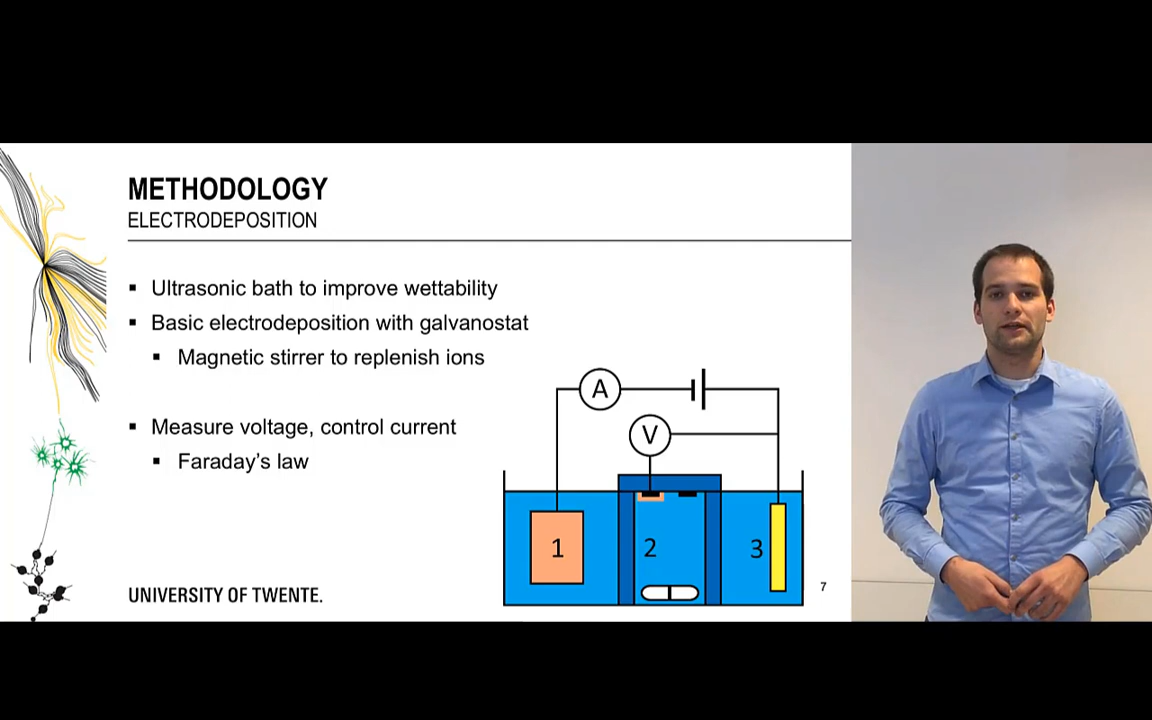 METHODOLOGY
ELECTRODEPOSITION
▪ Ultrasonic bath to improve wettability
▪ Basic electrodeposition with galvanostat
▪ Magnetic stirrer to replenish ions
▪ Measure voltage, control current
▪ Faraday’s law
A
V
1
2
3
UNIVERSITY OF TWENTE.
7